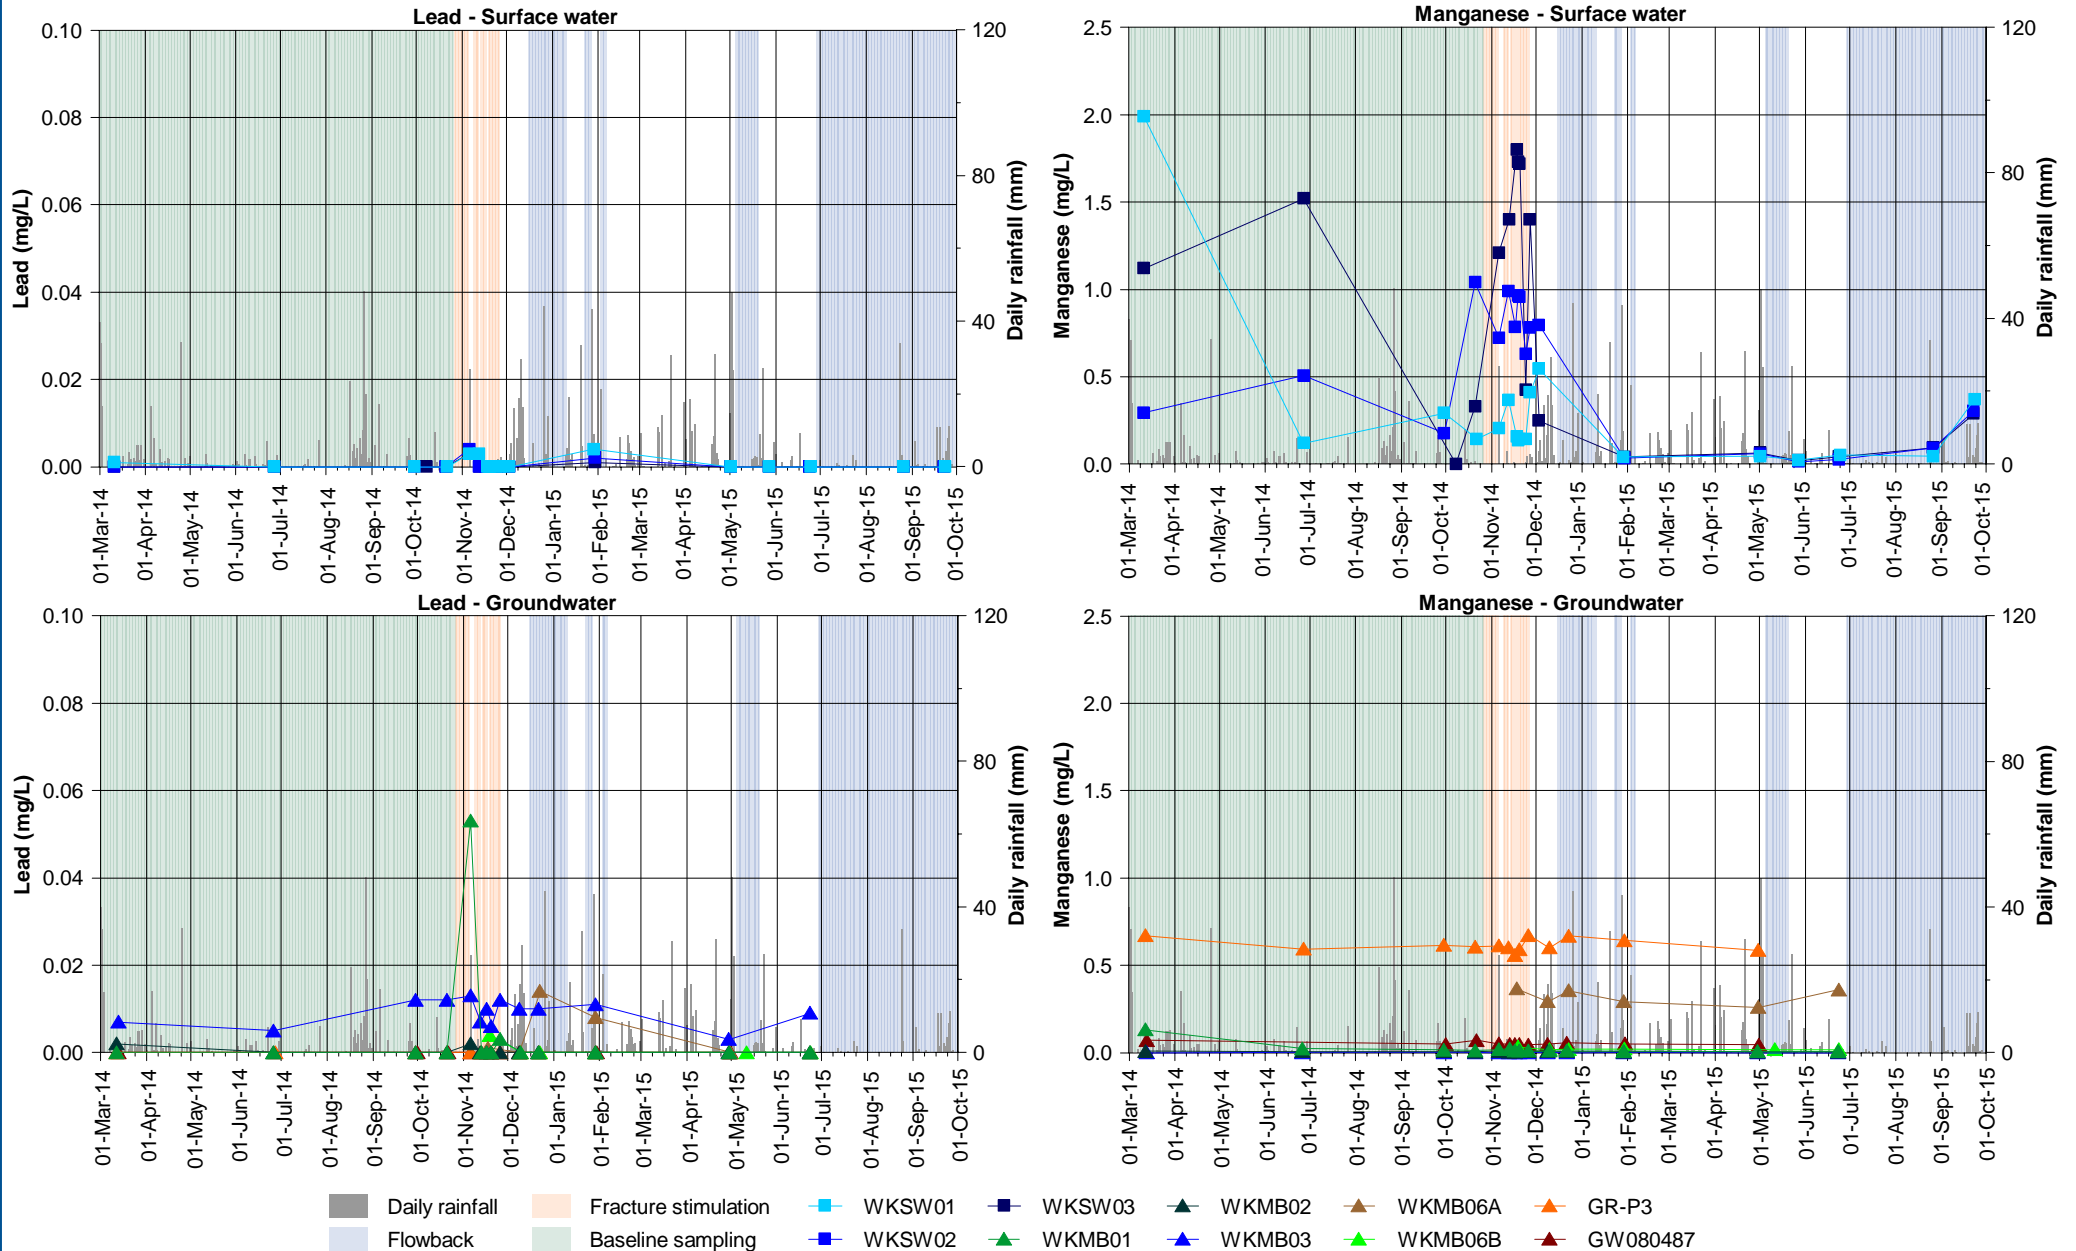 Lead - Surface water
Lead (mg/L)
0.10
0.08
0.06
0.04
0.02
0.00
Daily rainfall (mm)
120
80
40
0
01-Mar-14
01-Apr-14
01-May-14
01-Jun-14
01-Jul-14
01-Aug-14
01-Sep-14
01-Oct-14
01-Nov-14
01-Dec-14
01-Jan-15
01-Feb-15
01-Mar-15
01-Apr-15
01-May-15
01-Jun-15
01-Jul-15
01-Aug-15
01-Sep-15
01-Oct-15
Manganese - Surface water
Manganese (mg/L)
2.5
2.0
1.5
1.0
0.5
0.0
Daily rainfall (mm)
120
80
40
0
01-Mar-14
01-Apr-14
01-May-14
01-Jun-14
01-Jul-14
01-Aug-14
01-Sep-14
01-Oct-14
01-Nov-14
01-Dec-14
01-Jan-15
01-Feb-15
01-Mar-15
01-Apr-15
01-May-15
01-Jun-15
01-Jul-15
01-Aug-15
01-Sep-15
01-Oct-15
Lead - Groundwater
Lead (mg/L)
0.10
0.08
0.06
0.04
0.02
0.00
Daily rainfall (mm)
120
80
40
0
01-Mar-14
01-Apr-14
01-May-14
01-Jun-14
01-Jul-14
01-Aug-14
01-Sep-14
01-Oct-14
01-Nov-14
01-Dec-14
01-Jan-15
01-Feb-15
01-Mar-15
01-Apr-15
01-May-15
01-Jun-15
01-Jul-15
01-Aug-15
01-Sep-15
01-Oct-15
Manganese - Groundwater
Manganese (mg/L)
2.5
2.0
1.5
1.0
0.5
0.0
Daily rainfall (mm)
120
80
40
0
01-Mar-14
01-Apr-14
01-May-14
01-Jun-14
01-Jul-14
01-Aug-14
01-Sep-14
01-Oct-14
01-Nov-14
01-Dec-14
01-Jan-15
01-Feb-15
01-Mar-15
01-Apr-15
01-May-15
01-Jun-15
01-Jul-15
01-Aug-15
01-Sep-15
01-Oct-15
Daily rainfall Fracture stimulation WKSW01 WKSW03 WKMB02 WKMB06A GR-P3
Flowback Baseline sampling WKSW02 WKMB01 WKMB03 WKMB06B GW080487